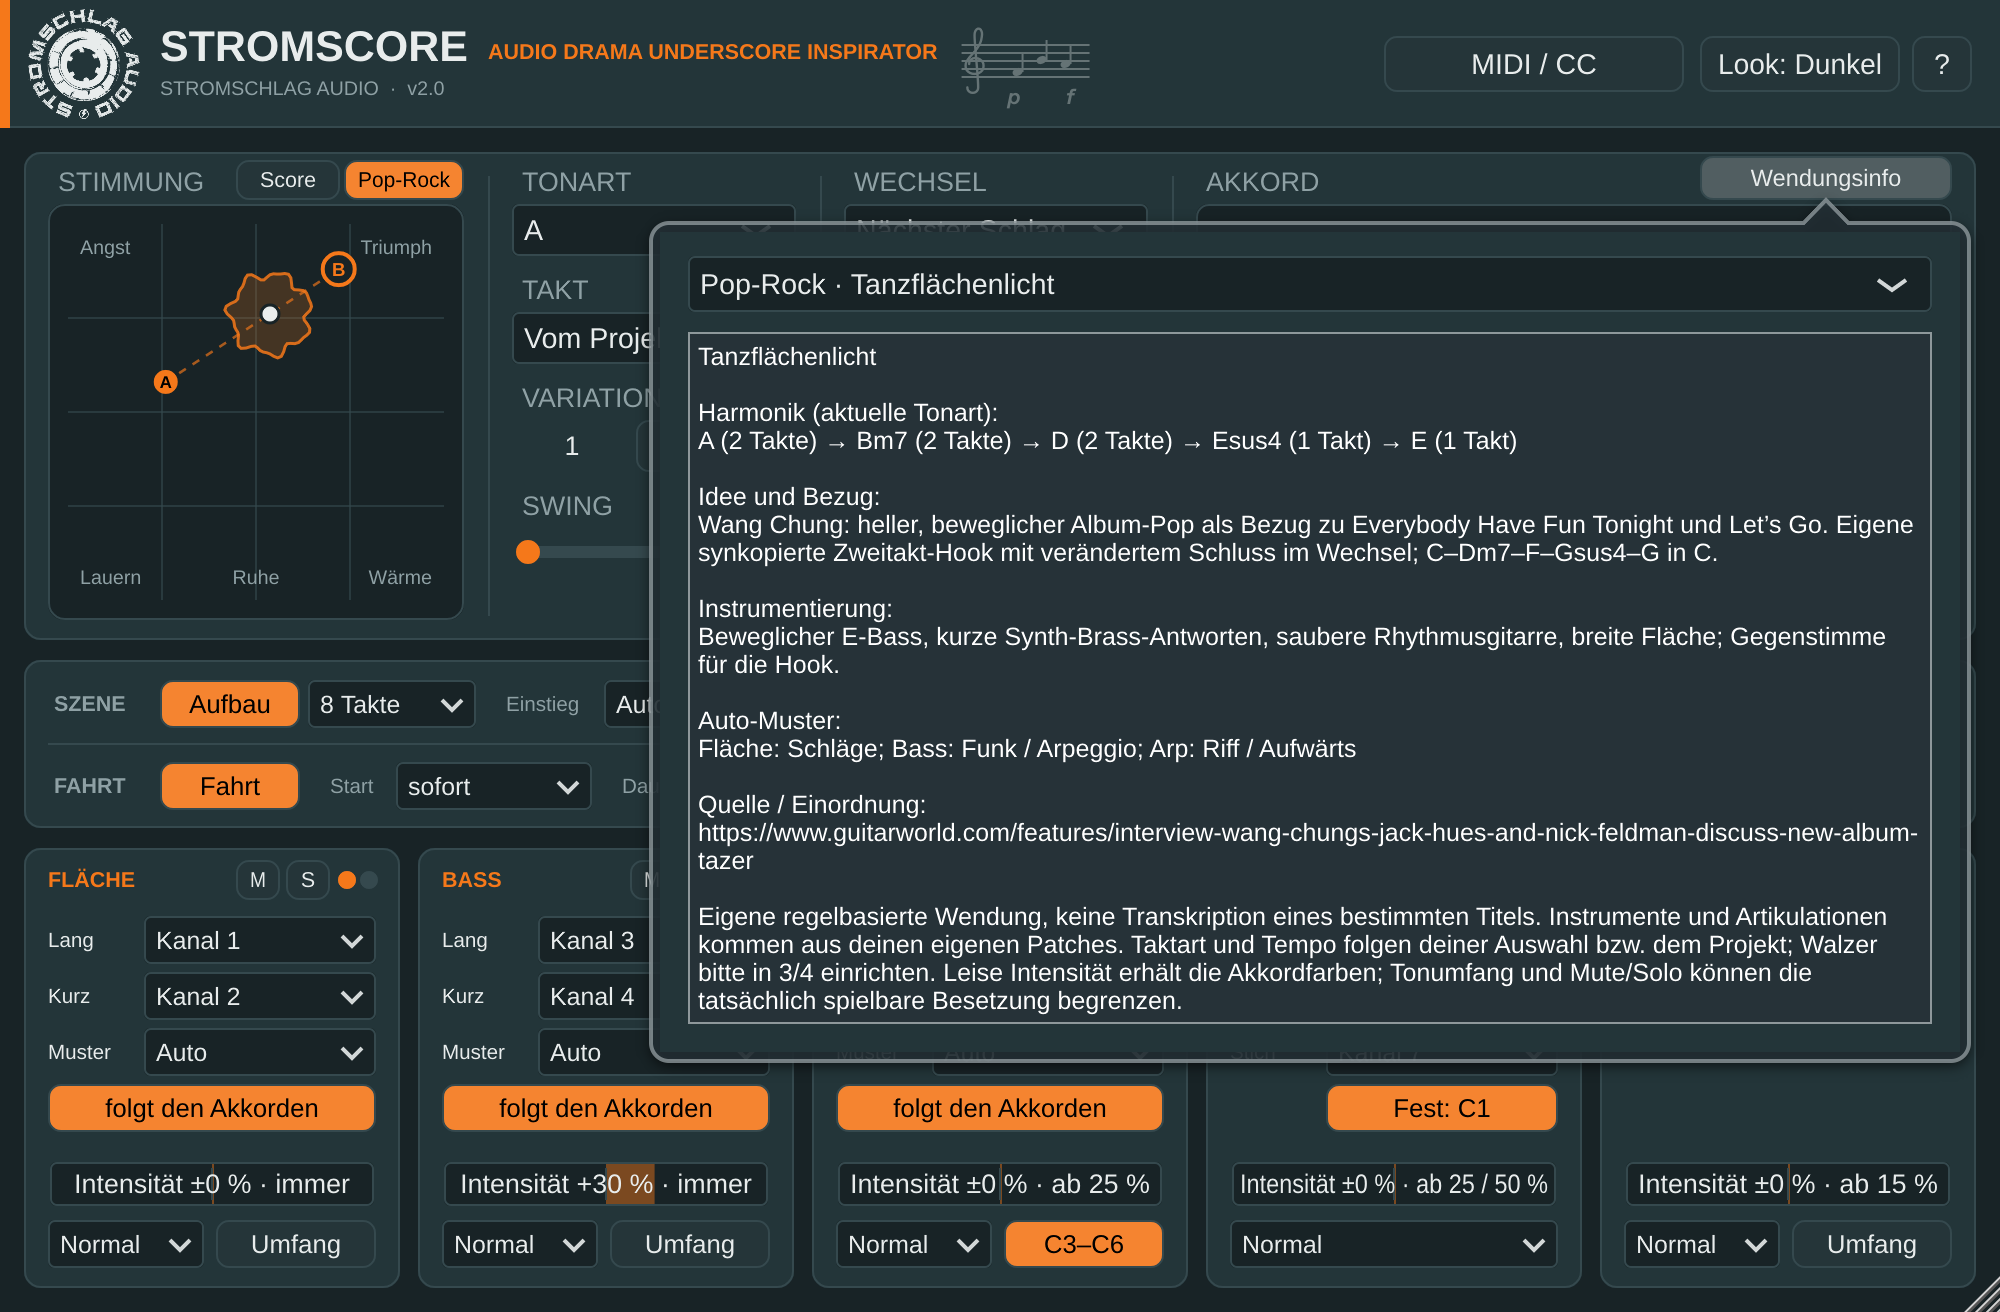 STROMSCHLAG AUDIO
STROMSCORE AUDIO DRAMA UNDERSCORE INSPIRATOR
STROMSCHLAG AUDIO · v2.0
p f
MIDI / CC Look: Dunkel ?
STIMMUNG Score Pop-Rock TONART WECHSEL AKKORD Wendungsinfo
A Nächster Schlag
Angst Triumph
B
A
Lauern Ruhe Wärme
TAKT
Vom Proje
VARIATION
1
SWING
Pop-Rock · Tanzflächenlicht
Tanzflächenlicht
Harmonik (aktuelle Tonart):
A (2 Takte) → Bm7 (2 Takte) → D (2 Takte) → Esus4 (1 Takt) → E (1 Takt)
Idee und Bezug:
Wang Chung: heller, beweglicher Album-Pop als Bezug zu Everybody Have Fun Tonight und Let’s Go. Eigene
synkopierte Zweitakt-Hook mit verändertem Schluss im Wechsel; C–Dm7–F–Gsus4–G in C.
Instrumentierung:
Beweglicher E-Bass, kurze Synth-Brass-Antworten, saubere Rhythmusgitarre, breite Fläche; Gegenstimme
für die Hook.
Auto-Muster:
Fläche: Schläge; Bass: Funk / Arpeggio; Arp: Riff / Aufwärts
Quelle / Einordnung:
https://www.guitarworld.com/features/interview-wang-chungs-jack-hues-and-nick-feldman-discuss-new-album-
tazer
Eigene regelbasierte Wendung, keine Transkription eines bestimmten Titels. Instrumente und Artikulationen
kommen aus deinen eigenen Patches. Taktart und Tempo folgen deiner Auswahl bzw. dem Projekt; Walzer
bitte in 3/4 einrichten. Leise Intensität erhält die Akkordfarben; Tonumfang und Mute/Solo können die
tatsächlich spielbare Besetzung begrenzen.
SZENE Aufbau 8 Takte Einstieg Auto
FAHRT Fahrt Start sofort Da
FLÄCHE M S
Lang Kanal 1
Kurz Kanal 2
Muster Auto
folgt den Akkorden
Intensität ±0 % · immer
Normal Umfang
BASS M
Lang Kanal 3
Kurz Kanal 4
Muster Auto
folgt den Akkorden
Intensität +30 % · immer
Normal Umfang
Muster Auto
folgt den Akkorden
Intensität ±0 % · ab 25 %
Normal C3–C6
Kanal 7
Fest: C1
Intensität ±0 % · ab 25 / 50 %
Normal
Intensität ±0 % · ab 15 %
Normal Umfang